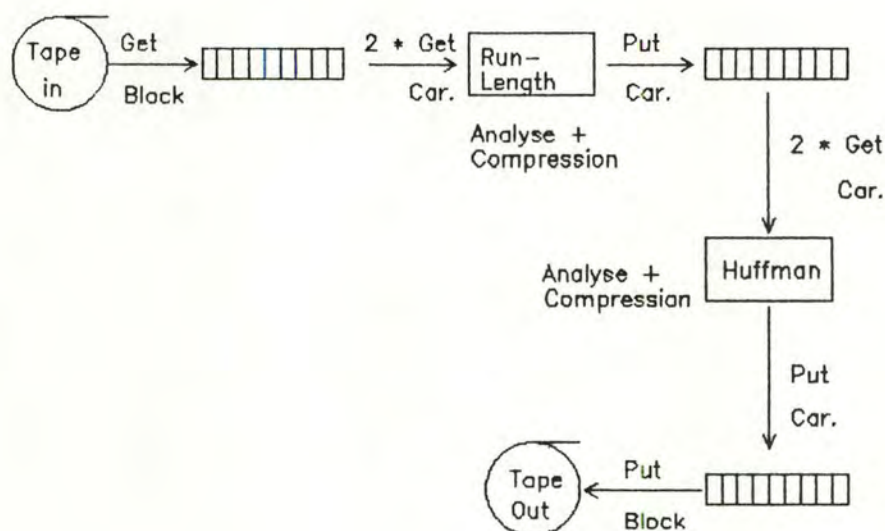 Tape
in
Get
Block
2 * Get
Car.
Run-
Length
Analyse +
Compression
Put
Car.
2 * Get
Car.
Huffman
Analyse +
Compression
Put
Car.
Put
Block
Tape
Out